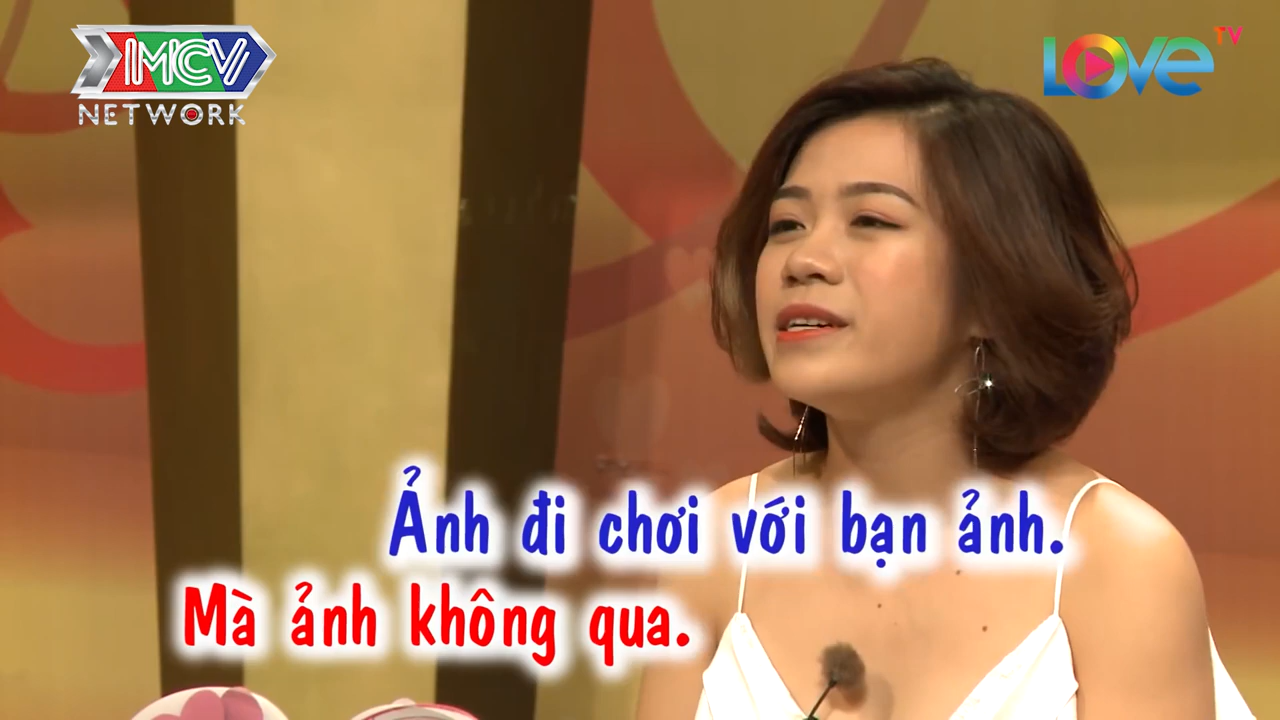 MCV
NETWORK
LOVE TV
Ảnh đi chơi với bạn ảnh.
Mà ảnh không qua.